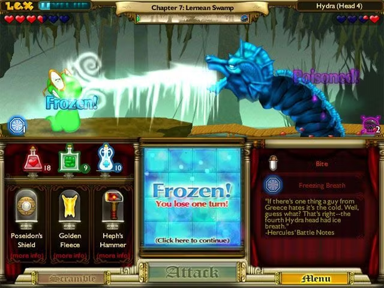 LEX
Chapter 7: Lernean Swamp
Hydra (Head 4)
Frozen!
Poisoned!
1
2
18
9
10
Frozen!
You lose one turn!
(Click here to continue)
Bite
Freezing Breath
"If there's one thing a guy from
Greece hates it's the cold. Well,
guess what? That's right--the
fourth Hydra head had ice
breath."
-Hercules' Battle Notes
Poseidon's
Shield
Golden
Fleece
Heph's
Hammer
(more info)
(more info)
(more info)
Scramble
Attack
Menu